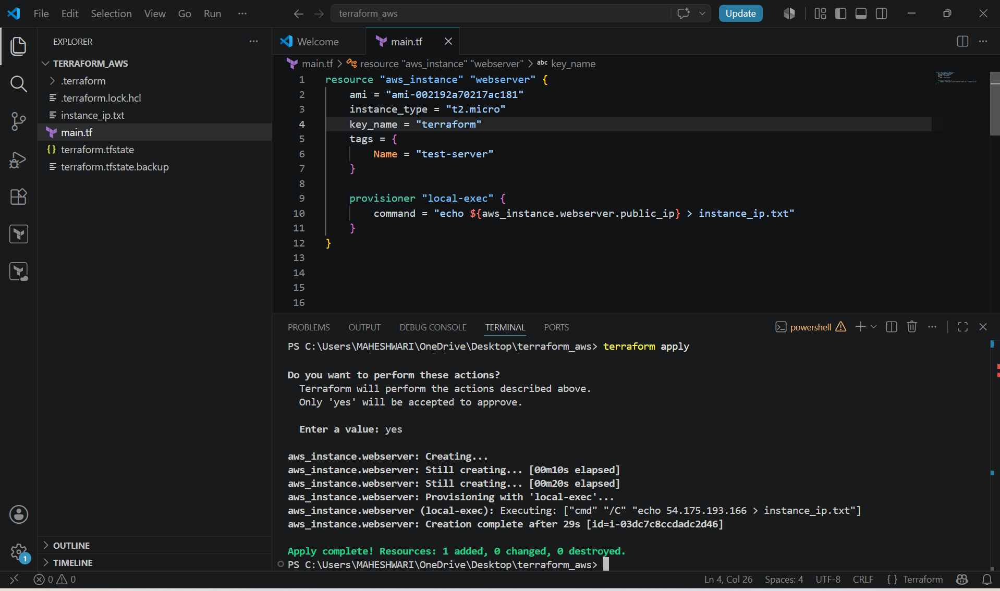 File Edit Selection View Go Run ···
terraform_aws
Update
EXPLORER
TERRAFORM_AWS
.terraform
.terraform.lock.hcl
instance_ip.txt
main.tf
terraform.tfstate
terraform.tfstate.backup
OUTLINE
TIMELINE
1
Welcome
main.tf
main.tf > resource "aws_instance" "webserver" > abc key_name
1 resource "aws_instance" "webserver" {
2 ami = "ami-002192a70217ac181"
3 instance_type = "t2.micro"
4 key_name = "terraform"
5 tags = {
6 Name = "test-server"
7 }
8
9 provisioner "local-exec" {
10 command = "echo ${aws_instance.webserver.public_ip} > instance_ip.txt"
11 }
12 }
13
14
15
16
PROBLEMS OUTPUT DEBUG CONSOLE TERMINAL PORTS
powershell
PS C:\Users\MAHESHWARI\OneDrive\Desktop\terraform_aws> terraform apply
Do you want to perform these actions?
Terraform will perform the actions described above.
Only 'yes' will be accepted to approve.
Enter a value: yes
aws_instance.webserver: Creating...
aws_instance.webserver: Still creating... [00m10s elapsed]
aws_instance.webserver: Still creating... [00m20s elapsed]
aws_instance.webserver: Provisioning with 'local-exec'...
aws_instance.webserver (local-exec): Executing: ["cmd" "/C" "echo 54.175.193.166 > instance_ip.txt"]
aws_instance.webserver: Creation complete after 29s [id=i-03dc7c8ccdadc2d46]
Apply complete! Resources: 1 added, 0 changed, 0 destroyed.
PS C:\Users\MAHESHWARI\OneDrive\Desktop\terraform_aws>
0 0
Ln 4, Col 26 Spaces: 4 UTF-8 CRLF { } Terraform